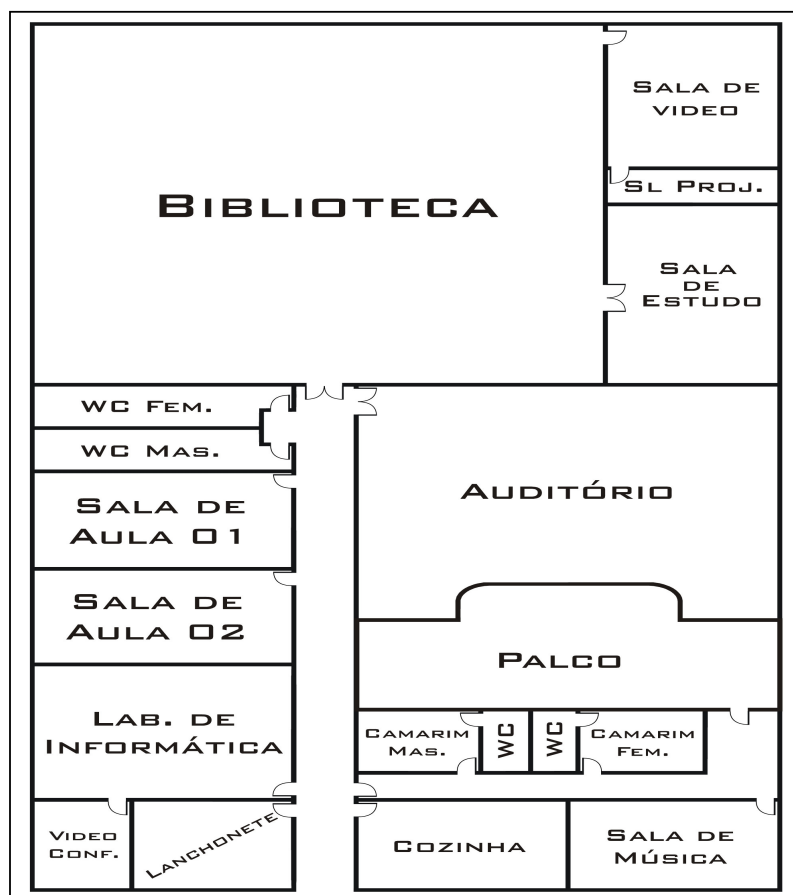 SALA DE
VIDEO
BIBLIOTECA
SL PROJ.
SALA
DE
ESTUDO
WC FEM.
WC MAS.
SALA DE
AULA 01
AUDITÓRIO
SALA DE
AULA 02
PALCO
LAB. DE
INFORMÁTICA
CAMARIM
MAS.
WC
WC
CAMARIM
FEM.
VIDEO
CONF.
LANCHONETE
COZINHA
SALA DE
MÚSICA